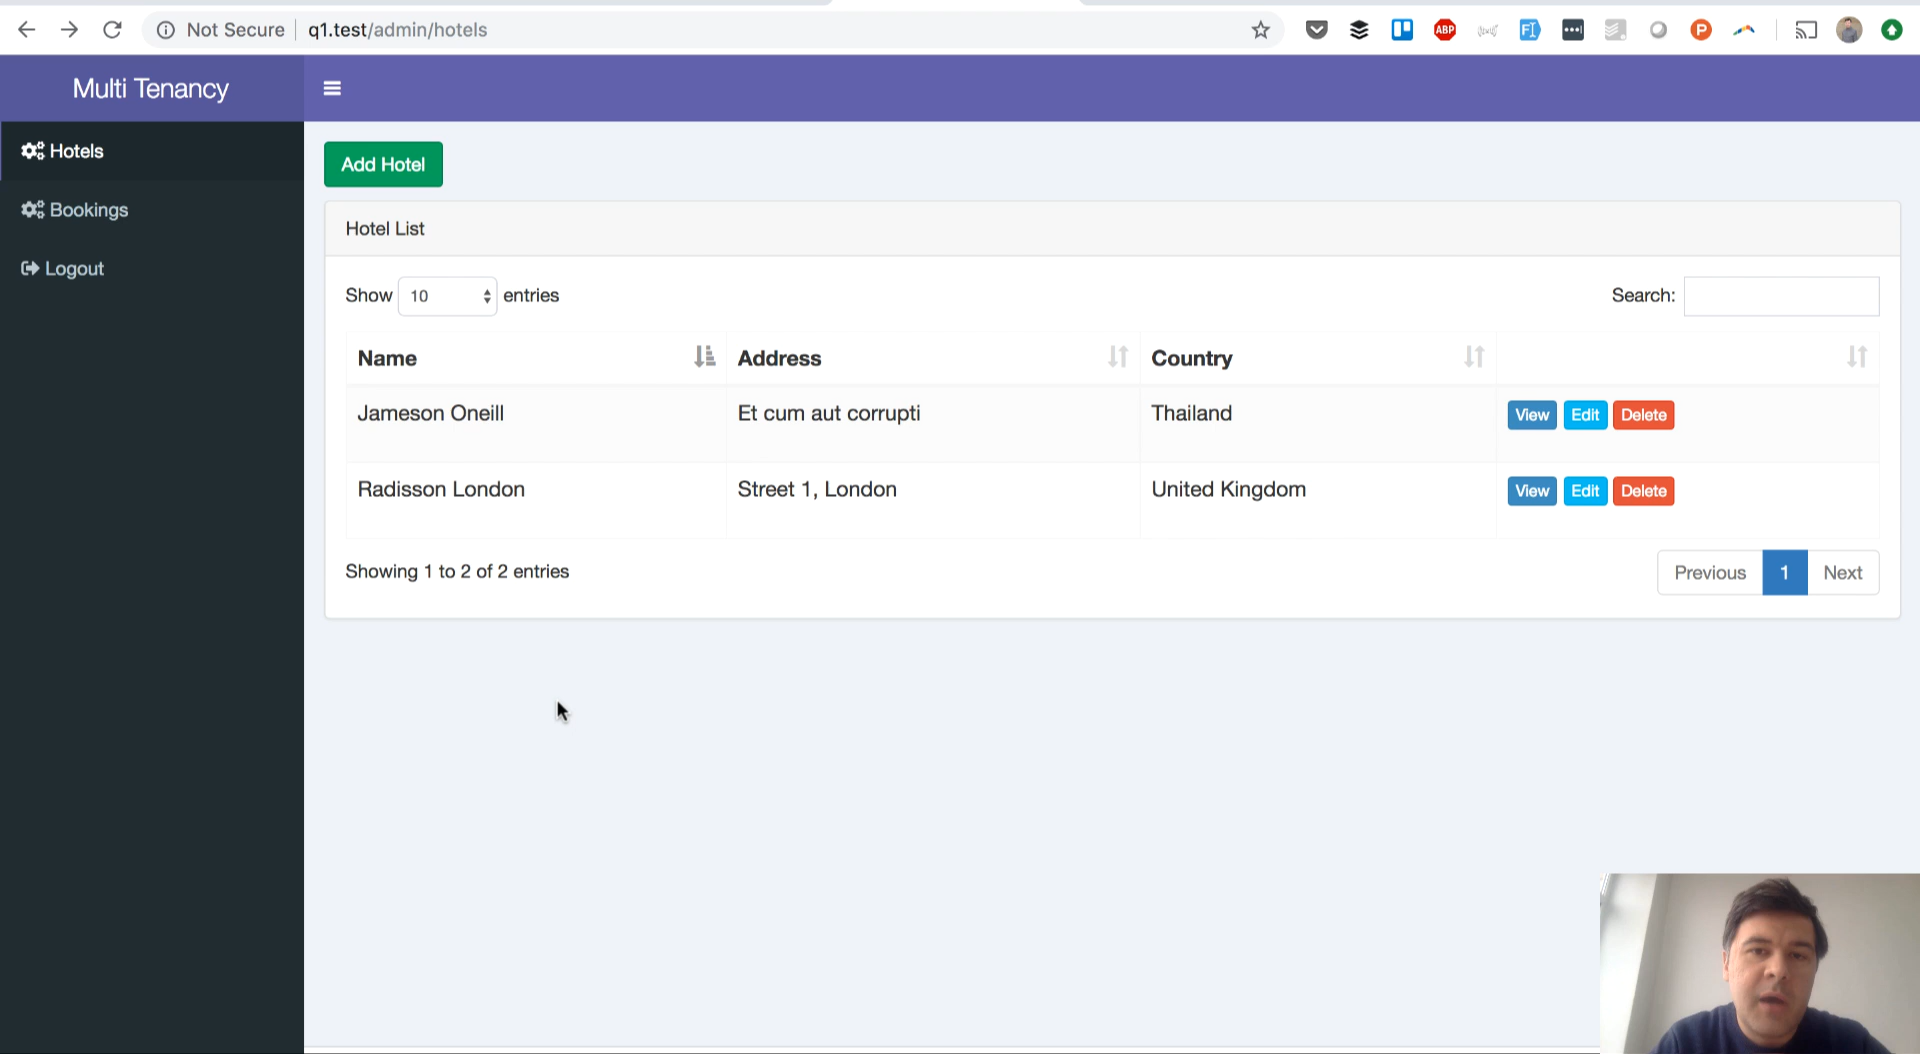 Not Secure q1.test/admin/hotels ABP FI P
Multi Tenancy
Hotels
Bookings
Logout
Add Hotel
Hotel List
Show 10 entries Search:
Name Address Country
Jameson Oneill Et cum aut corrupti Thailand View Edit Delete
Radisson London Street 1, London United Kingdom View Edit Delete
Showing 1 to 2 of 2 entries Previous 1 Next